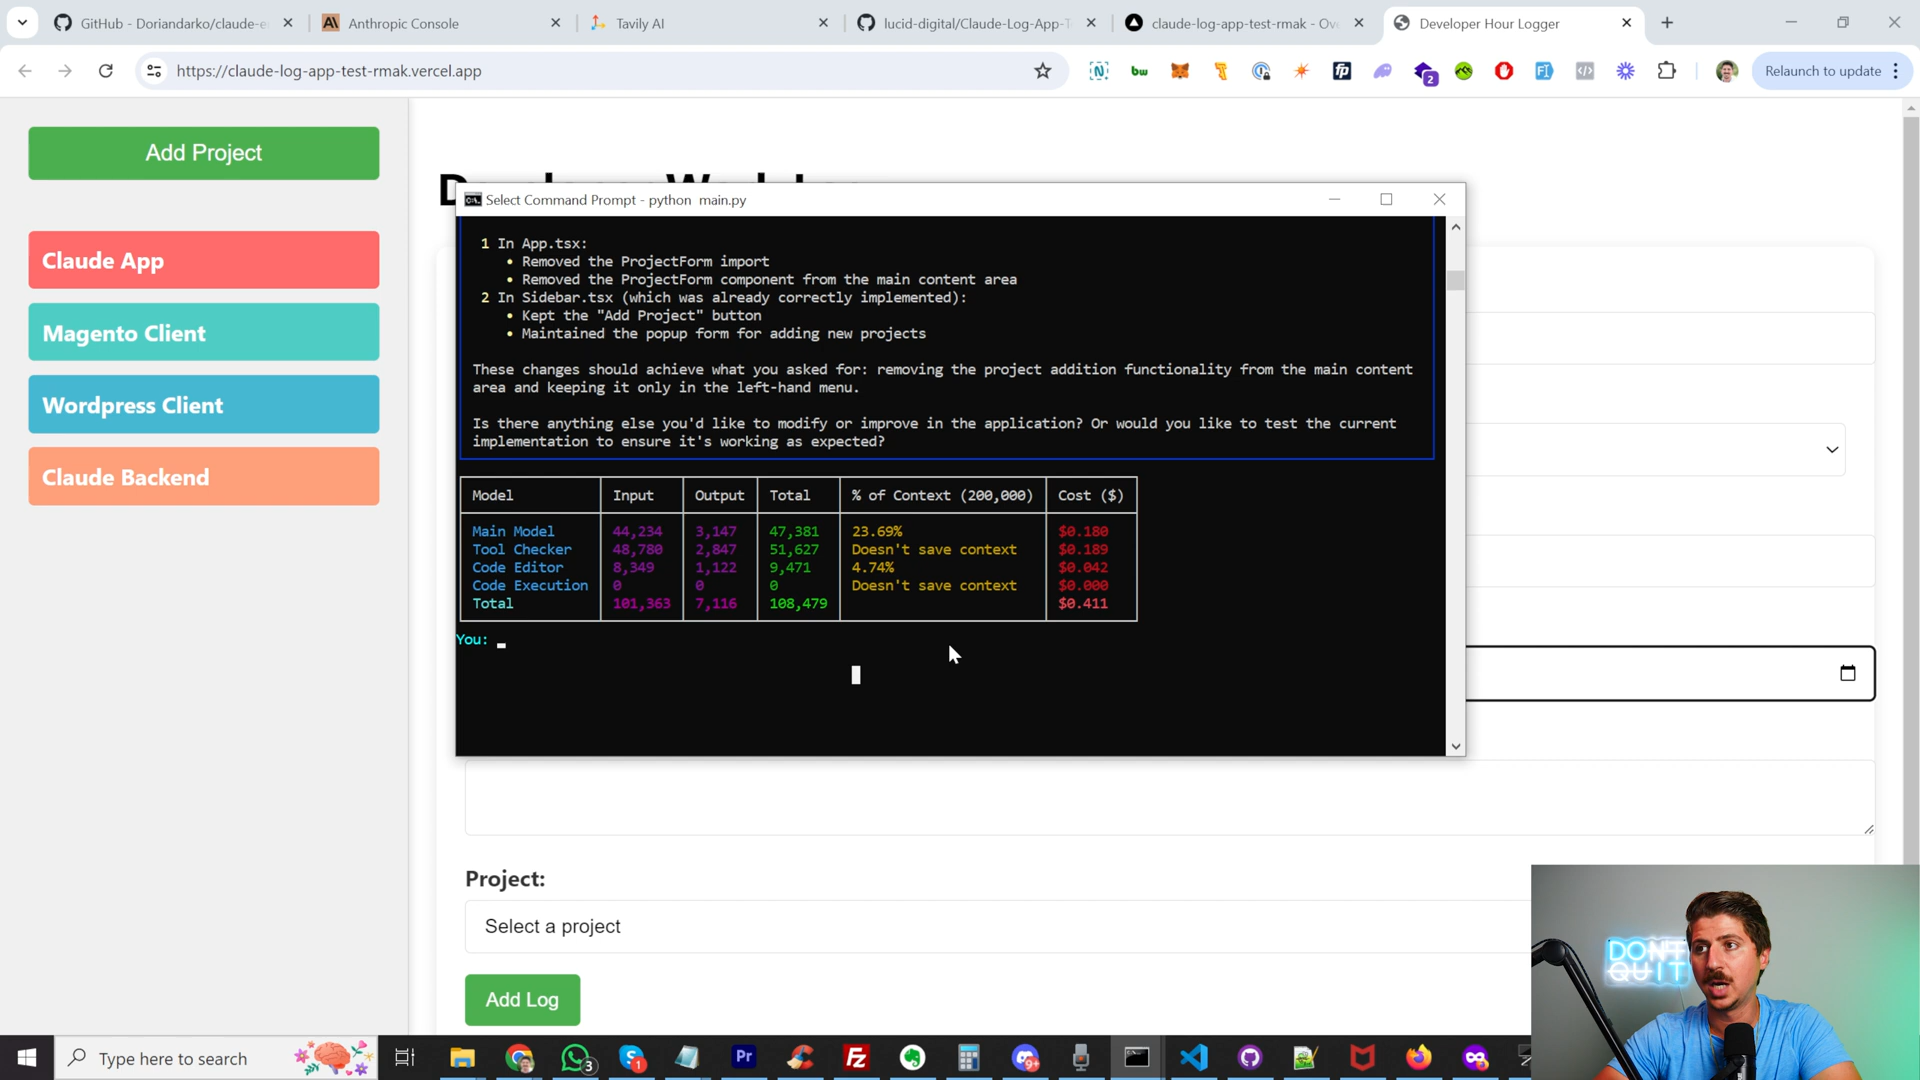 GitHub - Doriandarko/claude-e
Anthropic Console
Tavily AI
lucid-digital/Claude-Log-App-T
claude-log-app-test-rmak - Ov
Developer Hour Logger
https://claude-log-app-test-rmak.vercel.app
Relaunch to update
Add Project
Claude App
Magento Client
Wordpress Client
Claude Backend
Select Command Prompt - python main.py
1 In App.tsx:
• Removed the ProjectForm import
• Removed the ProjectForm component from the main content area
2 In Sidebar.tsx (which was already correctly implemented):
• Kept the "Add Project" button
• Maintained the popup form for adding new projects
These changes should achieve what you asked for: removing the project addition functionality from the main content
area and keeping it only in the left-hand menu.
Is there anything else you'd like to modify or improve in the application? Or would you like to test the current
implementation to ensure it's working as expected?
Model Input Output Total % of Context (200,000) Cost ($)
Main Model 44,234 3,147 47,381 23.69% $0.180
Tool Checker 48,780 2,847 51,627 Doesn't save context $0.189
Code Editor 8,349 1,122 9,471 4.74% $0.042
Code Execution 0 0 0 Doesn't save context $0.000
Total 101,363 7,116 108,479 $0.411
You:
Project:
Select a project
Add Log
DON'T
QUIT
Type here to search